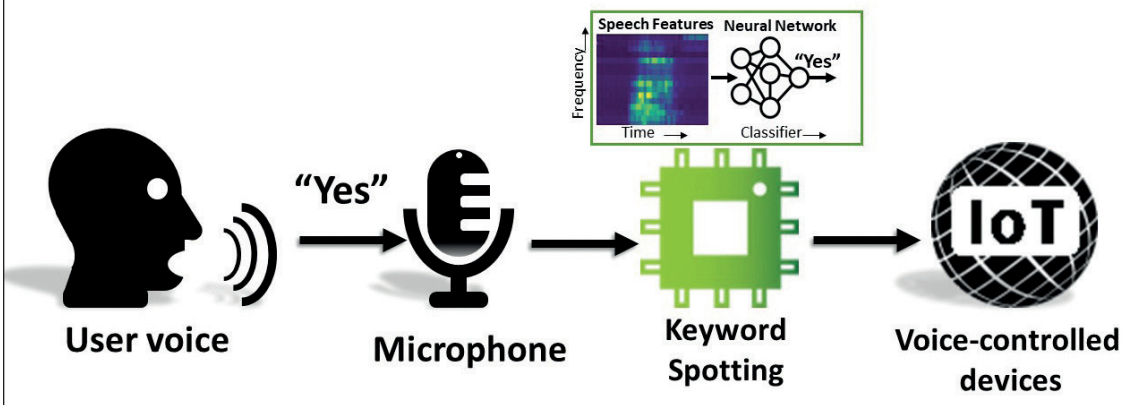 Speech Features
Neural Network
Frequency
"Yes"
Time
Classifier
"Yes"
IoT
User voice
Microphone
Keyword
Spotting
Voice-controlled
devices